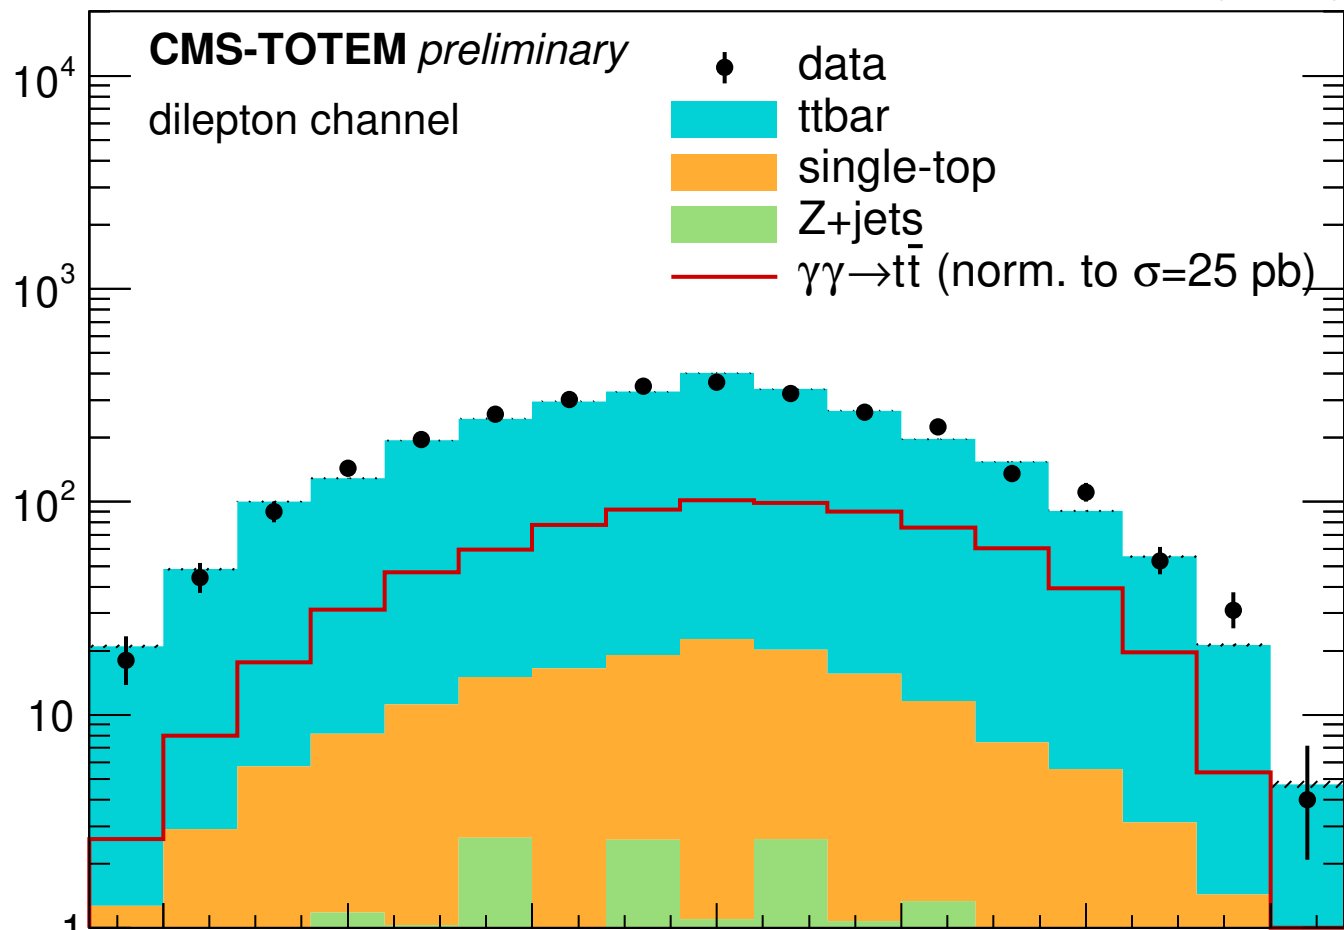 CMS-TOTEM preliminary
dilepton channel
data
ttbar
single-top
Z+jets
γγ→tt̄ (norm. to σ=25 pb)
10⁴
10³
10²
10
1